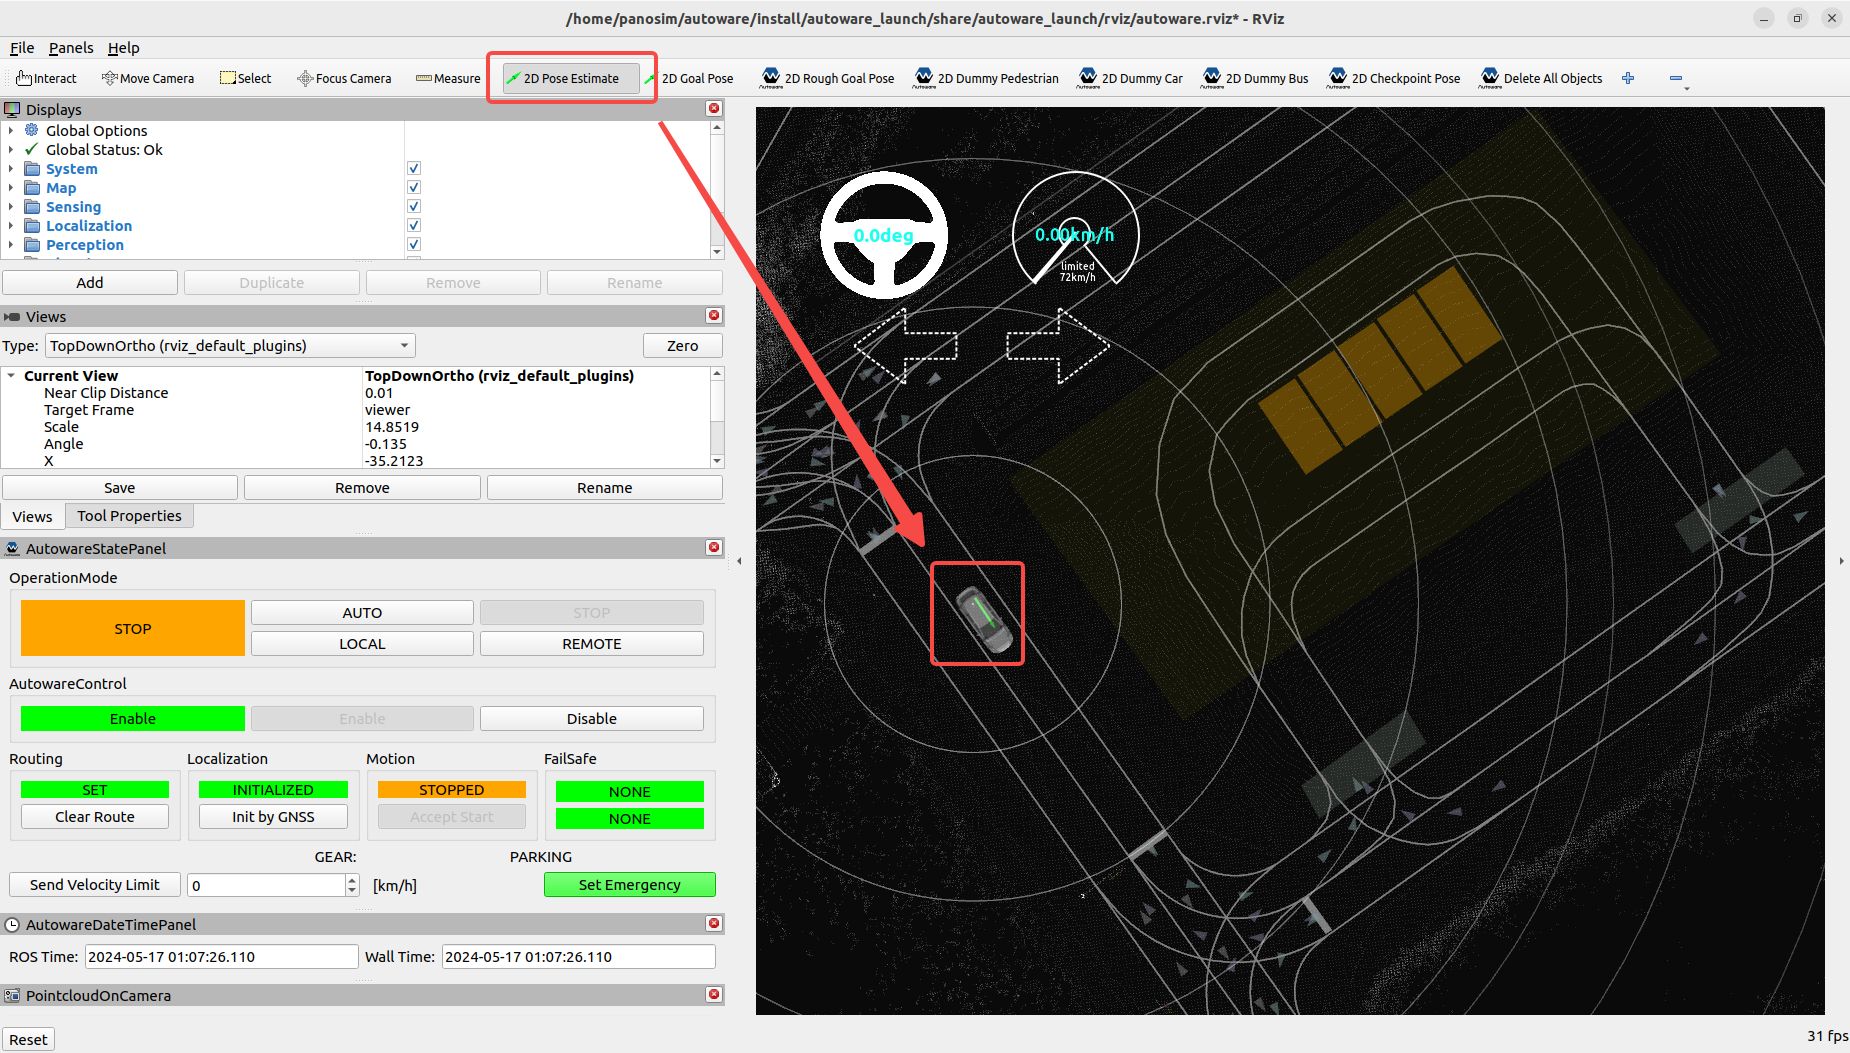 /home/panosim/autoware/install/autoware_launch/share/autoware_launch/rviz/autoware.rviz* - RViz
File Panels Help
Interact Move Camera Select Focus Camera Measure 2D Pose Estimate 2D Goal Pose 2D Rough Goal Pose 2D Dummy Pedestrian 2D Dummy Car 2D Dummy Bus 2D Checkpoint Pose Delete All Objects
Displays
Global Options
Global Status: Ok
System
Map
Sensing
Localization
Perception
Add Duplicate Remove Rename
Views
Type: TopDownOrtho (rviz_default_plugins) Zero
Current View TopDownOrtho (rviz_default_plugins)
Near Clip Distance 0.01
Target Frame viewer
Scale 14.8519
Angle -0.135
X -35.2123
Save Remove Rename
Views Tool Properties
AutowareStatePanel
OperationMode
STOP AUTO STOP
LOCAL REMOTE
AutowareControl
Enable Enable Disable
Routing Localization Motion FailSafe
SET INITIALIZED STOPPED NONE
Clear Route Init by GNSS Accept Start NONE
GEAR: PARKING
Send Velocity Limit 0 [km/h] Set Emergency
AutowareDateTimePanel
ROS Time: 2024-05-17 01:07:26.110 Wall Time: 2024-05-17 01:07:26.110
PointcloudOnCamera
Reset
0.0deg
0.00km/h
limited
72km/h
31 fps